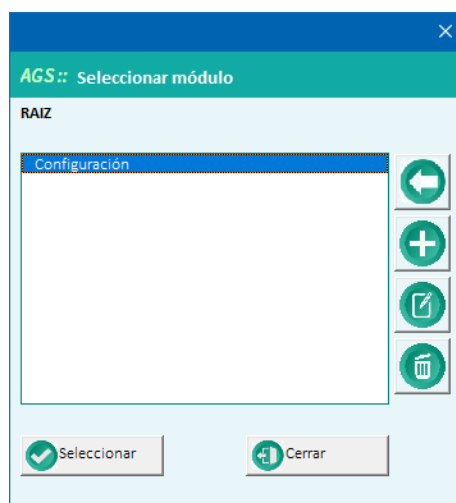 AGS:: Seleccionar módulo
RAIZ
Configuración
Seleccionar
Cerrar